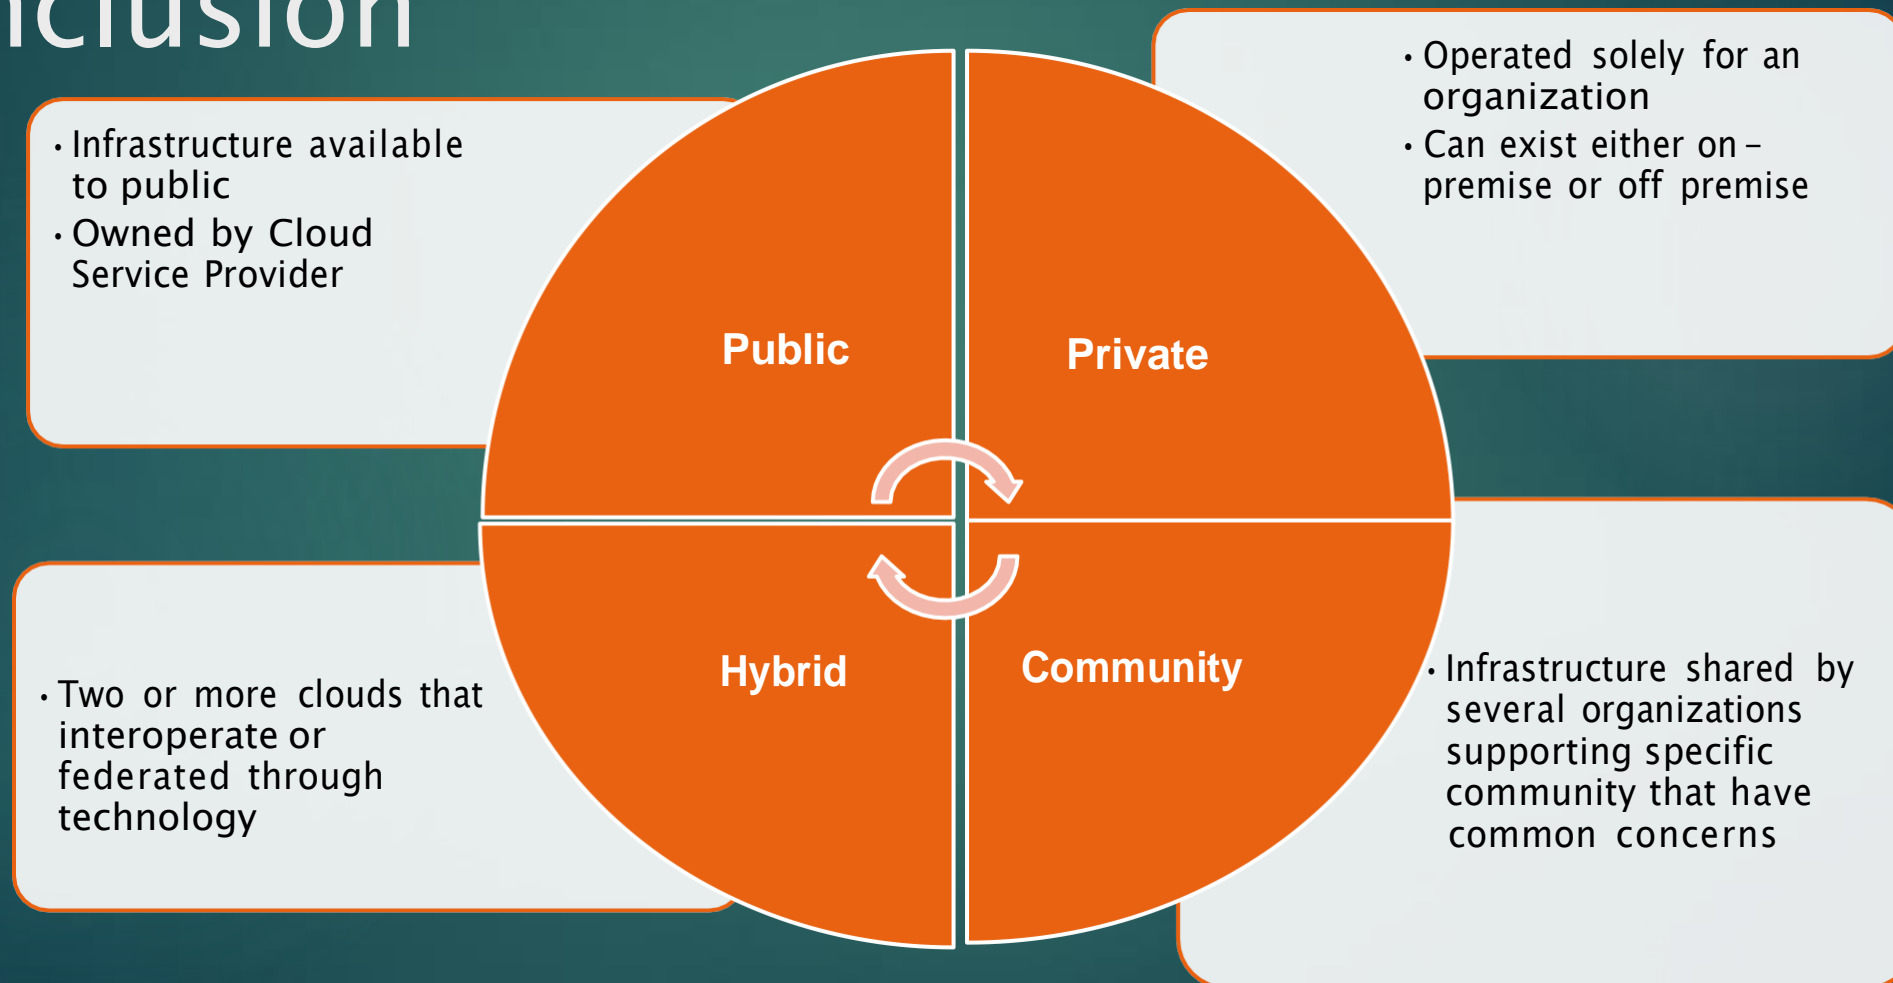 nclusion
• Infrastructure available
to public
• Owned by Cloud
Service Provider
• Operated solely for an
organization
• Can exist either on–
premise or off premise
Public
Private
Hybrid
Community
• Two or more clouds that
interoperate or
federated through
technology
• Infrastructure shared by
several organizations
supporting specific
community that have
common concerns